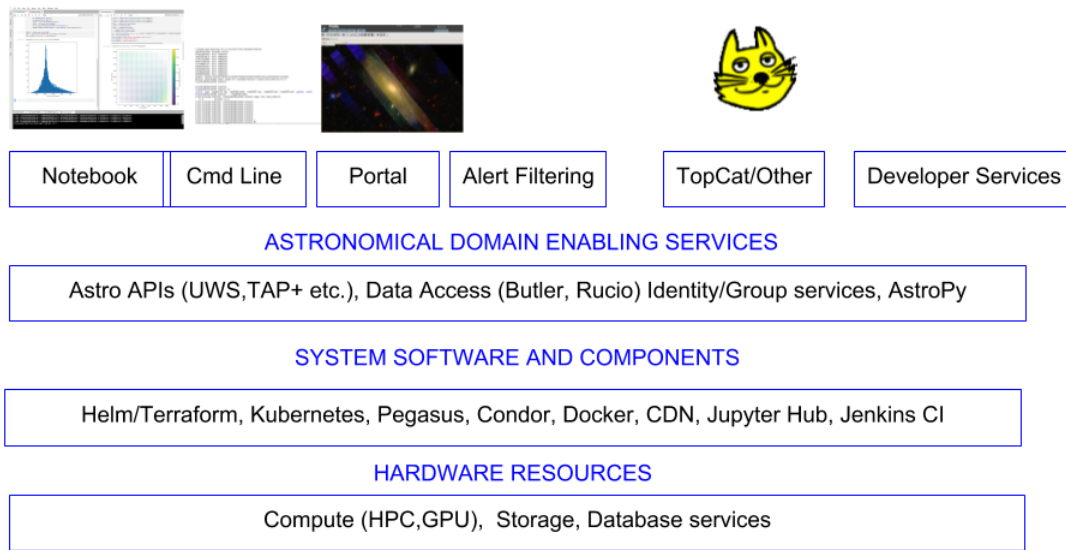 Notebook
Cmd Line
Portal
Alert Filtering
TopCat/Other
Developer Services
ASTRONOMICAL DOMAIN ENABLING SERVICES
Astro APIs (UWS,TAP+ etc.), Data Access (Butler, Rucio) Identity/Group services, AstroPy
SYSTEM SOFTWARE AND COMPONENTS
Helm/Terraform, Kubernetes, Pegasus, Condor, Docker, CDN, Jupyter Hub, Jenkins CI
HARDWARE RESOURCES
Compute (HPC,GPU), Storage, Database services